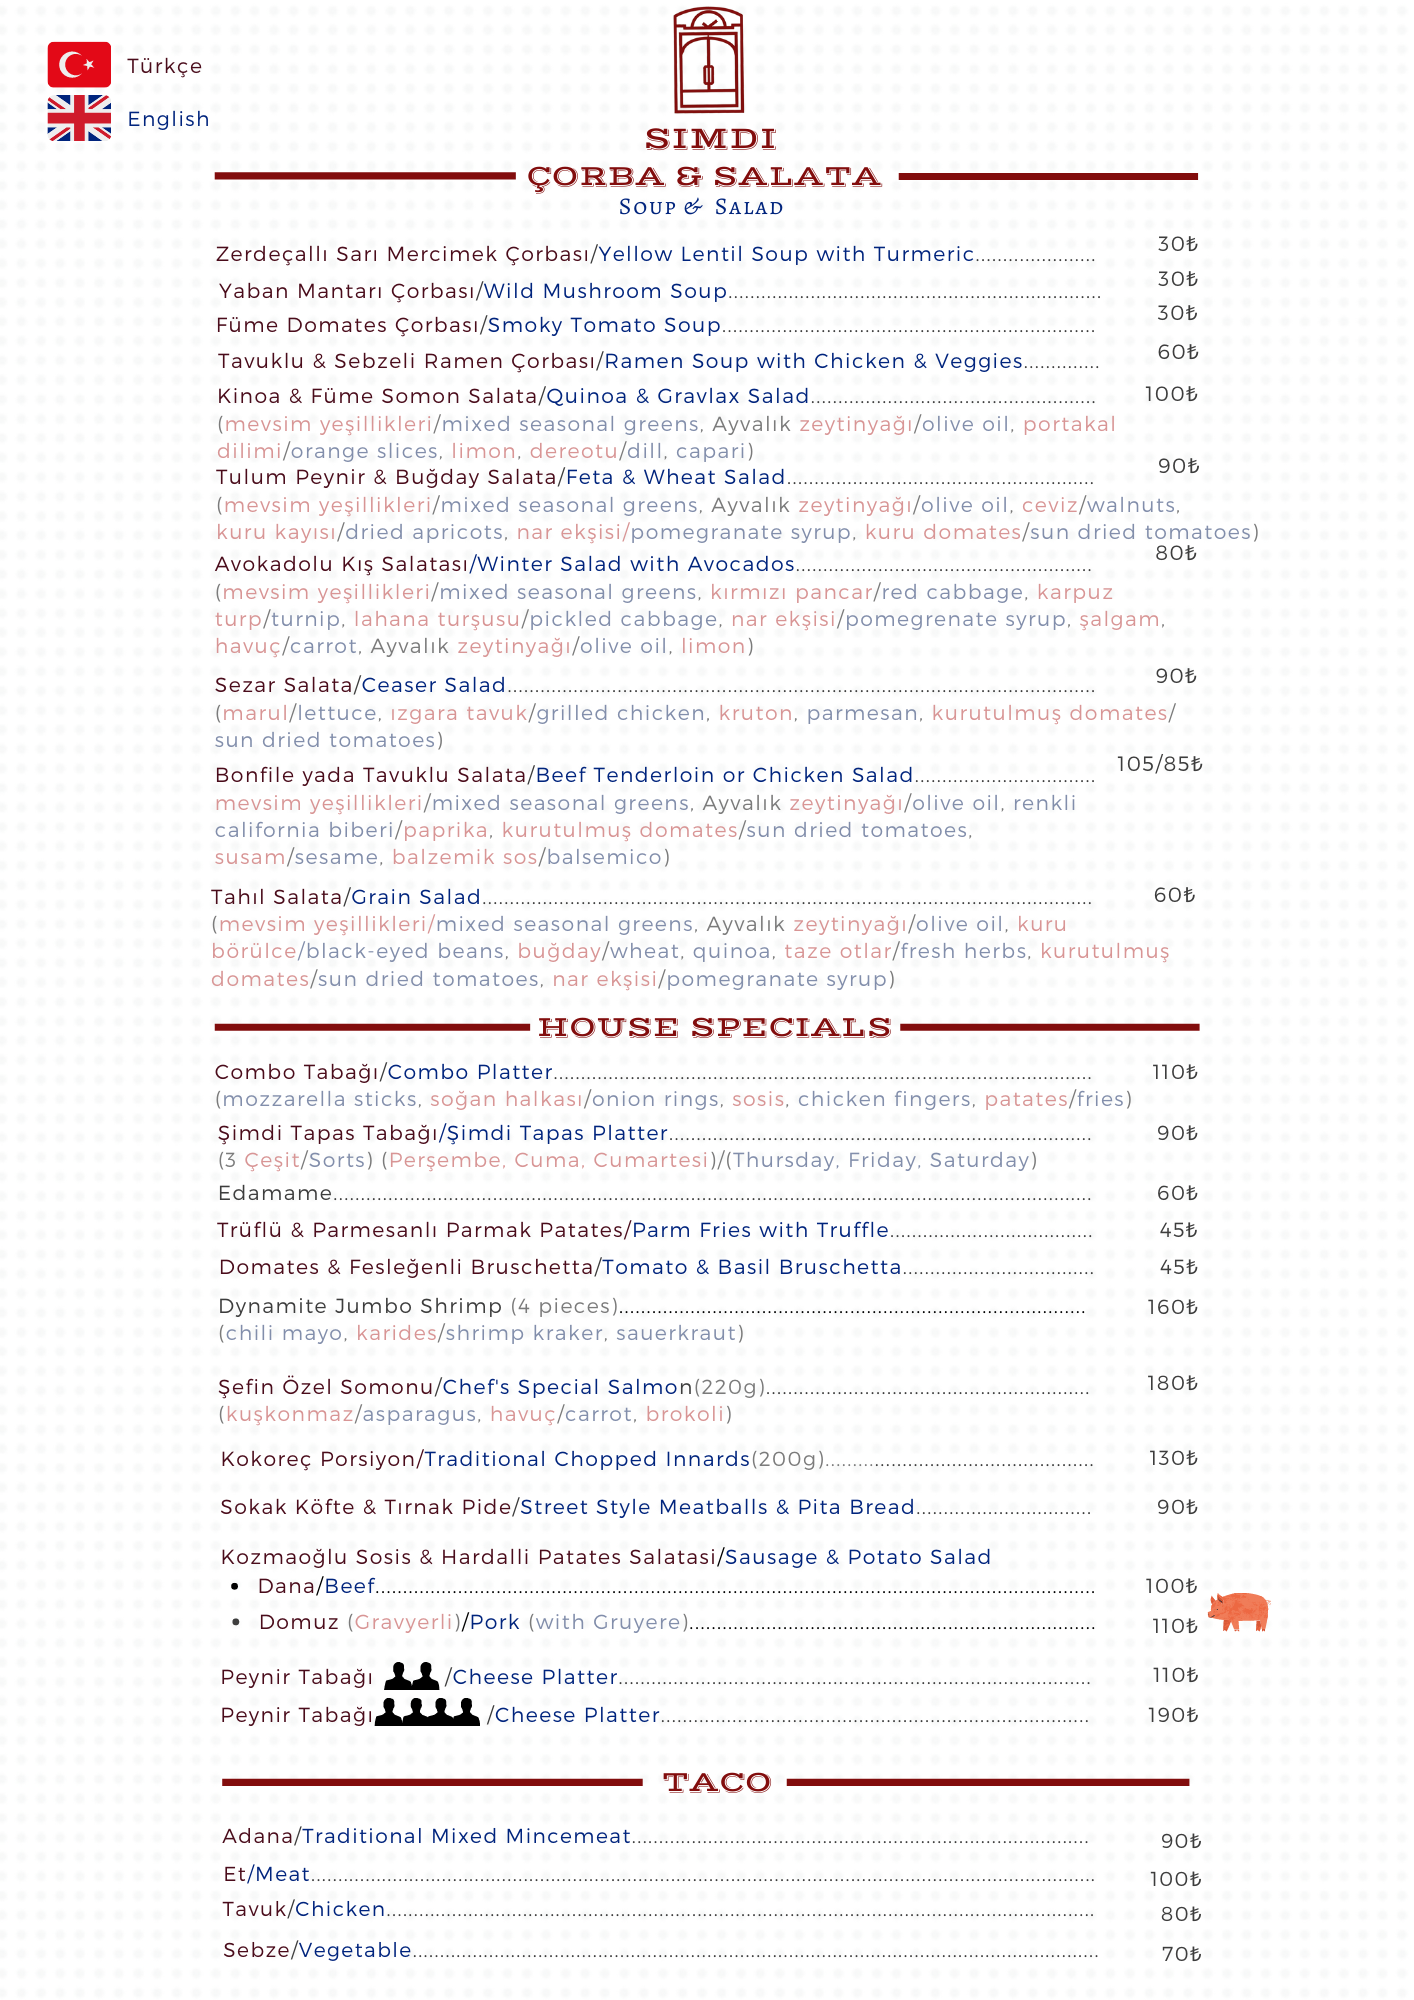 Türkçe
English
SIMDI
ÇORBA & SALATA
Soup & Salad
Zerdeçallı Sarı Mercimek Çorbası/Yellow Lentil Soup with Turmeric...................... 30₺
Yaban Mantarı Çorbası/Wild Mushroom Soup.................................................................... 30₺
Füme Domates Çorbası/Smoky Tomato Soup.................................................................... 30₺
Tavuklu & Sebzeli Ramen Çorbası/Ramen Soup with Chicken & Veggies.............. 60₺
Kinoa & Füme Somon Salata/Quinoa & Gravlax Salad.................................................... 100₺
(mevsim yeşillikleri/mixed seasonal greens, Ayvalık zeytinyağı/olive oil, portakal
dilimi/orange slices, limon, dereotu/dill, capari)
Tulum Peynir & Buğday Salata/Feta & Wheat Salad........................................................ 90₺
(mevsim yeşillikleri/mixed seasonal greens, Ayvalık zeytinyağı/olive oil, ceviz/walnuts,
kuru kayısı/dried apricots, nar ekşisi/pomegranate syrup, kuru domates/sun dried tomatoes)
Avokadolu Kış Salatası/Winter Salad with Avocados...................................................... 80₺
(mevsim yeşillikleri/mixed seasonal greens, kırmızı pancar/red cabbage, karpuz
turp/turnip, lahana turşusu/pickled cabbage, nar ekşisi/pomegrenate syrup, şalgam,
havuç/carrot, Ayvalık zeytinyağı/olive oil, limon)
Sezar Salata/Ceaser Salad........................................................................................................... 90₺
(marul/lettuce, ızgara tavuk/grilled chicken, kruton, parmesan, kurutulmuş domates/
sun dried tomatoes)
Bonfile yada Tavuklu Salata/Beef Tenderloin or Chicken Salad................................. 105/85₺
mevsim yeşillikleri/mixed seasonal greens, Ayvalık zeytinyağı/olive oil, renkli
california biberi/paprika, kurutulmuş domates/sun dried tomatoes,
susam/sesame, balzemik sos/balsemico)
Tahıl Salata/Grain Salad............................................................................................................... 60₺
(mevsim yeşillikleri/mixed seasonal greens, Ayvalık zeytinyağı/olive oil, kuru
börülce/black-eyed beans, buğday/wheat, quinoa, taze otlar/fresh herbs, kurutulmuş
domates/sun dried tomatoes, nar ekşisi/pomegranate syrup)
HOUSE SPECIALS
Combo Tabağı/Combo Platter.................................................................................................. 110₺
(mozzarella sticks, soğan halkası/onion rings, sosis, chicken fingers, patates/fries)
Şimdi Tapas Tabağı/Şimdi Tapas Platter............................................................................. 90₺
(3 Çeşit/Sorts) (Perşembe, Cuma, Cumartesi)/(Thursday, Friday, Saturday)
Edamame.......................................................................................................................................... 60₺
Trüflü & Parmesanlı Parmak Patates/Parm Fries with Truffle..................................... 45₺
Domates & Fesleğenli Bruschetta/Tomato & Basil Bruschetta................................... 45₺
Dynamite Jumbo Shrimp (4 pieces)..................................................................................... 160₺
(chili mayo, karides/shrimp kraker, sauerkraut)
Şefin Özel Somonu/Chef's Special Salmon(220g)........................................................... 180₺
(kuşkonmaz/asparagus, havuç/carrot, brokoli)
Kokoreç Porsiyon/Traditional Chopped Innards(200g)................................................. 130₺
Sokak Köfte & Tırnak Pide/Street Style Meatballs & Pita Bread................................ 90₺
Kozmaoğlu Sosis & Hardalli Patates Salatasi/Sausage & Potato Salad
• Dana/Beef................................................................................................................................... 100₺
• Domuz (Gravyerli)/Pork (with Gruyere).......................................................................... 110₺
Peynir Tabağı /Cheese Platter...................................................................................... 110₺
Peynir Tabağı /Cheese Platter.............................................................................. 190₺
TACO
Adana/Traditional Mixed Mincemeat................................................................................... 90₺
Et/Meat............................................................................................................................................... 100₺
Tavuk/Chicken................................................................................................................................. 80₺
Sebze/Vegetable............................................................................................................................. 70₺